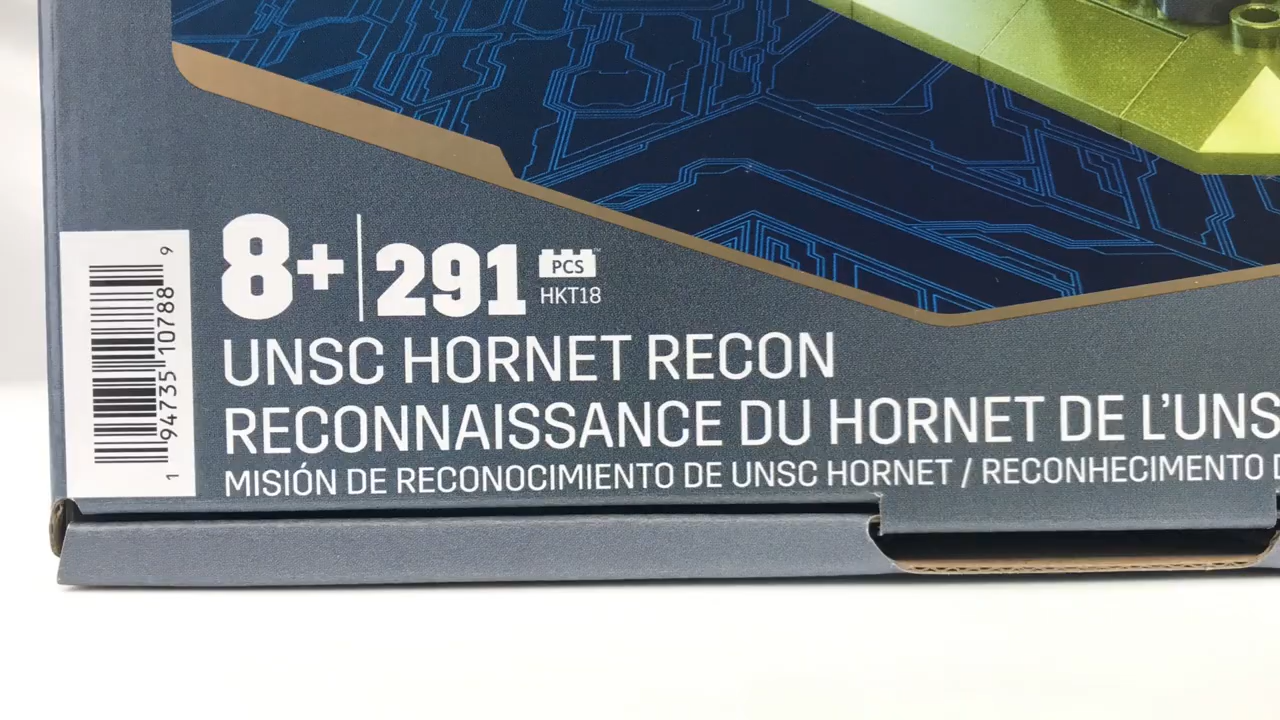 8+ 291 PCS™
HKT18
UNSC HORNET RECON
RECONNAISSANCE DU HORNET DE L'UNS
MISIÓN DE RECONOCIMIENTO DE UNSC HORNET / RECONHECIMENTO D
1 94735 10788 9